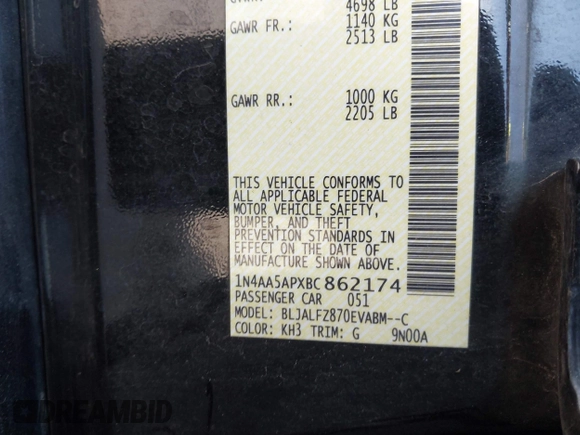 4698 LB
GAWR FR.: 1140 KG
2513 LB
GAWR RR.: 1000 KG
2205 LB
THIS VEHICLE CONFORMS TO
ALL APPLICABLE FEDERAL
MOTOR VEHICLE SAFETY,
BUMPER, AND THEFT
PREVENTION STANDARDS IN
EFFECT ON THE DATE OF
MANUFACTURE SHOWN ABOVE.
1N4AA5APXBC862174
PASSENGER CAR 051
MODEL: BLJALFZ870EVABM--C
COLOR: KH3 TRIM: G 9N00A
DREAMBID